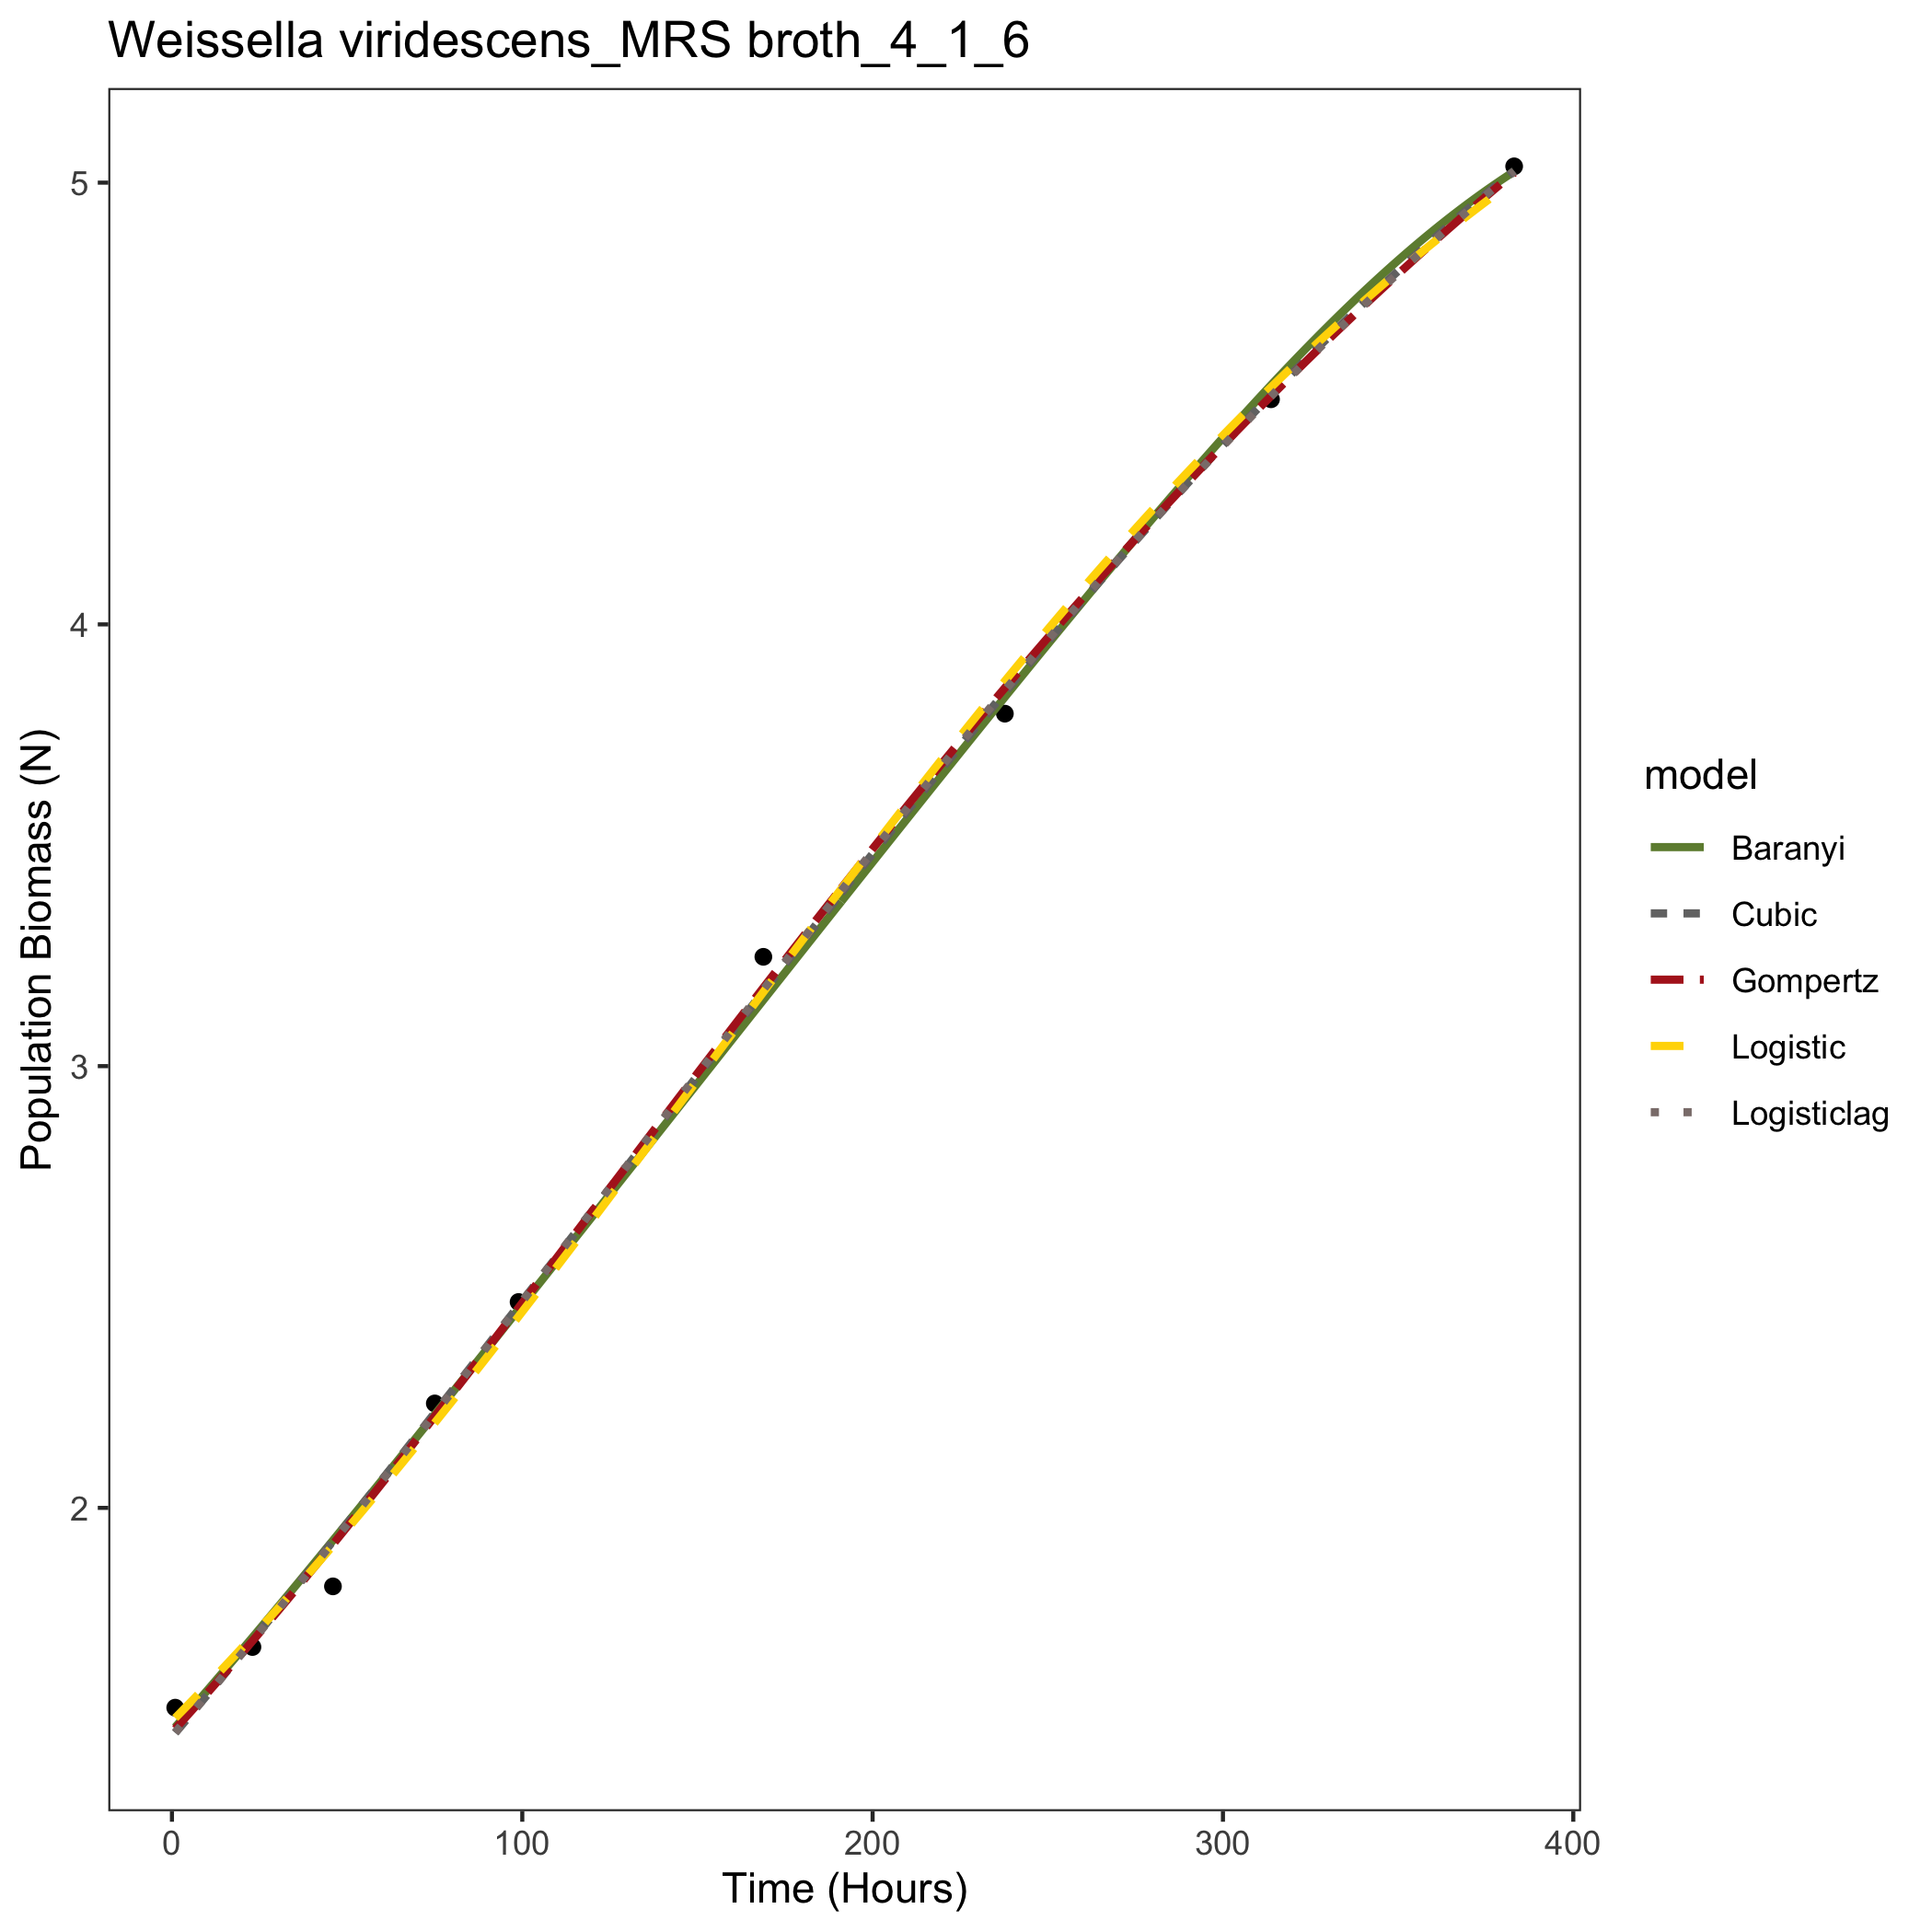 Weissella viridescens_MRS broth_4_1_6
Population Biomass (N)
5
4
3
2
0
100
200
300
400
Time (Hours)
model
Baranyi
Cubic
Gompertz
Logistic
Logisticlag